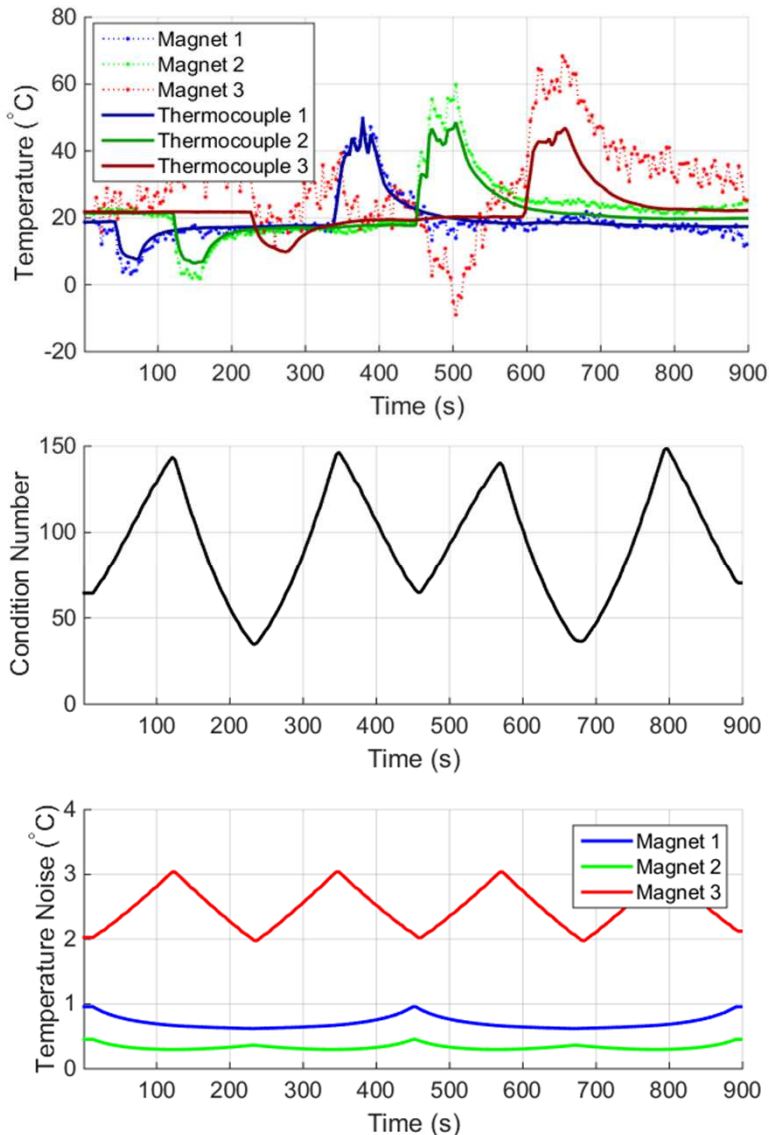 80
60
40
20
0
-20
Temperature (°C)
Magnet 1
Magnet 2
Magnet 3
Thermocouple 1
Thermocouple 2
Thermocouple 3
100 200 300 400 500 600 700 800 900
Time (s)
150
100
50
0
Condition Number
100 200 300 400 500 600 700 800 900
Time (s)
4
3
2
1
0
Temperature Noise (°C)
Magnet 1
Magnet 2
Magnet 3
100 200 300 400 500 600 700 800 900
Time (s)